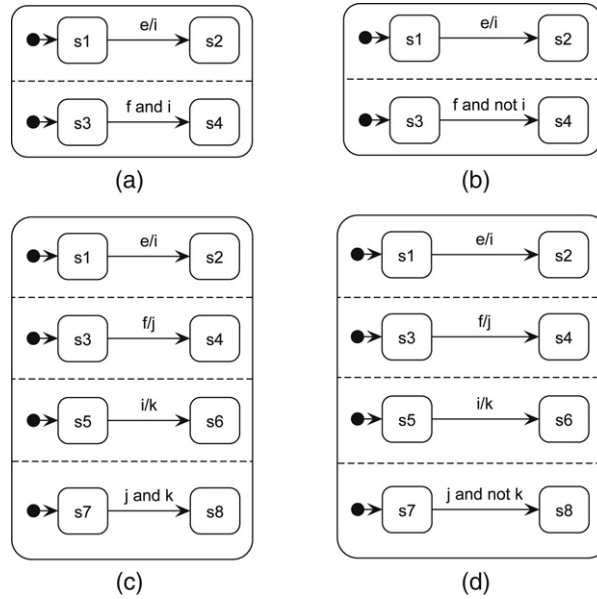 e/i
s1 s2
f and i
s3 s4
(a)
e/i
s1 s2
f and not i
s3 s4
(b)
e/i
s1 s2
f/j
s3 s4
i/k
s5 s6
j and k
s7 s8
(c)
e/i
s1 s2
f/j
s3 s4
i/k
s5 s6
j and not k
s7 s8
(d)